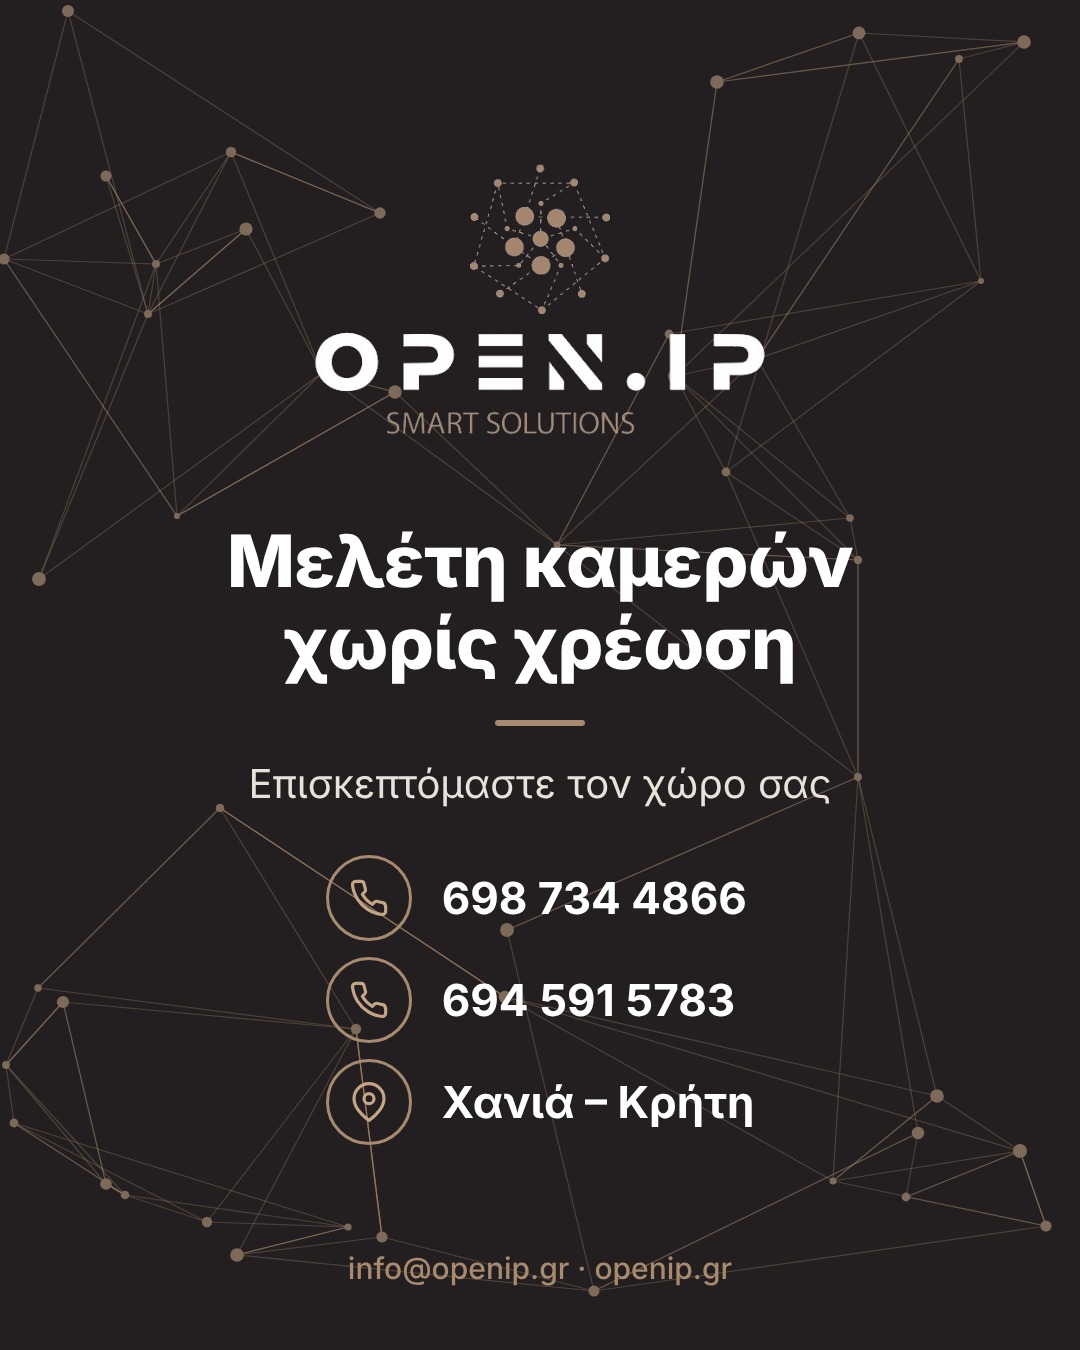 OPEN.IP
SMART SOLUTIONS
Μελέτη καμερών
χωρίς χρέωση
Επισκεπτόμαστε τον χώρο σας
698 734 4866
694 591 5783
Χανιά – Κρήτη
info@openip.gr · openip.gr